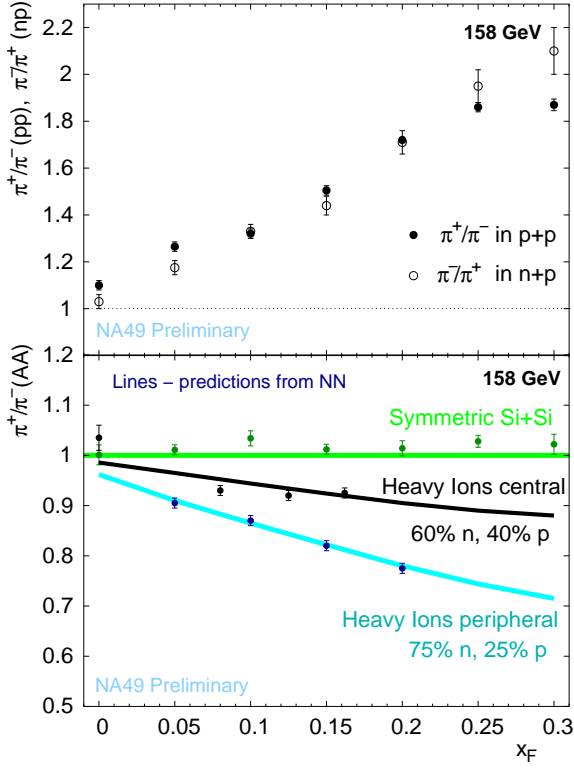 π⁺/π⁻ (pp), π⁻/π⁺ (np)
2.2
2
1.8
1.6
1.4
1.2
1
158 GeV
π⁺/π⁻ in p+p
π⁻/π⁺ in n+p
NA49 Preliminary
π⁺/π⁻ (AA)
1.2
1.1
1
0.9
0.8
0.7
0.6
0.5
Lines – predictions from NN
158 GeV
Symmetric Si+Si
Heavy Ions central
60% n, 40% p
Heavy Ions peripheral
75% n, 25% p
NA49 Preliminary
0 0.05 0.1 0.15 0.2 0.25 0.3
x_F